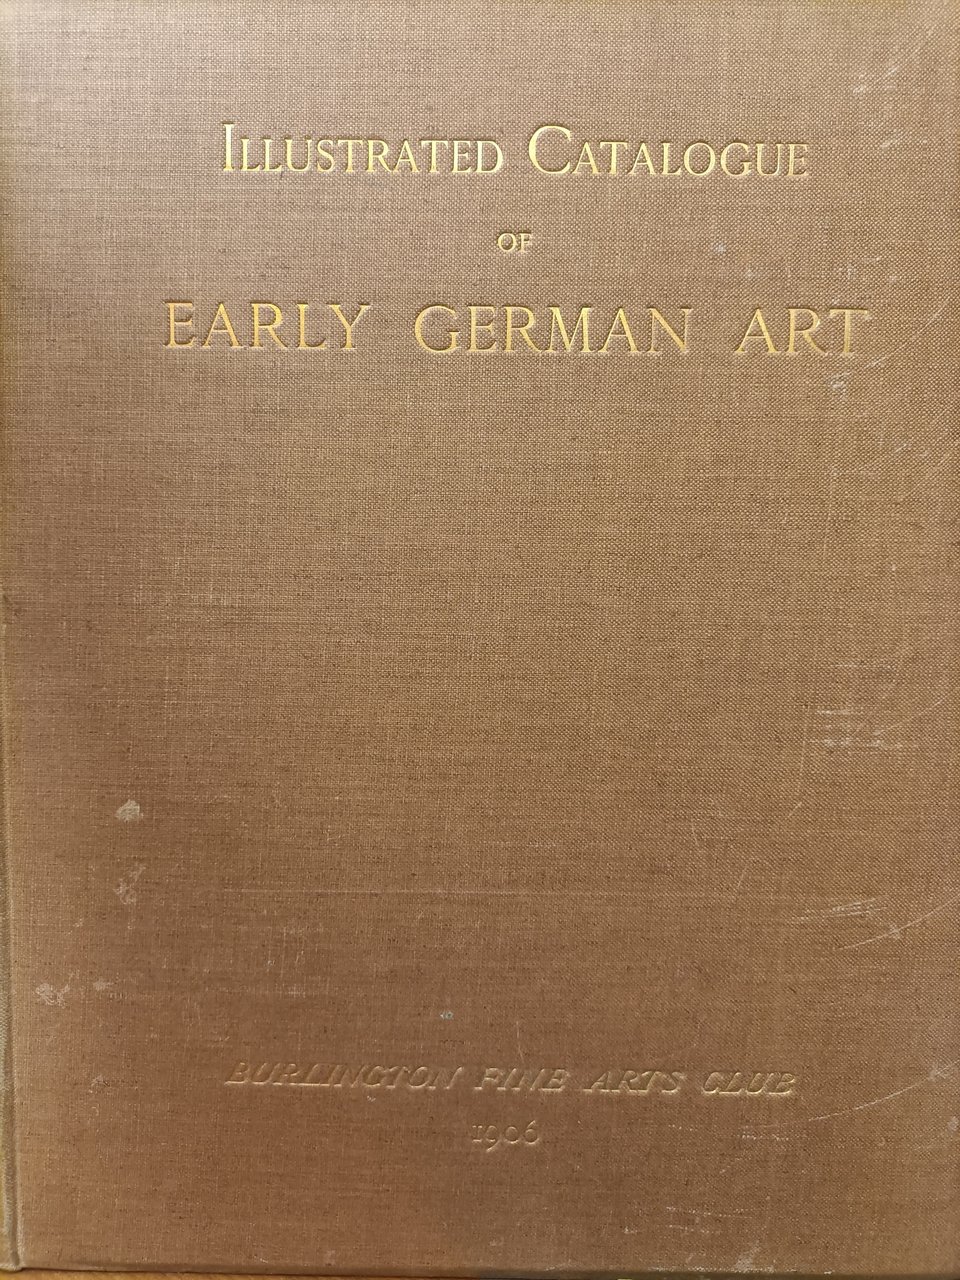 ILLUSTRATED CATALOGUE
OF
EARLY GERMAN ART
BURLINGTON FINE ARTS CLUB
1906